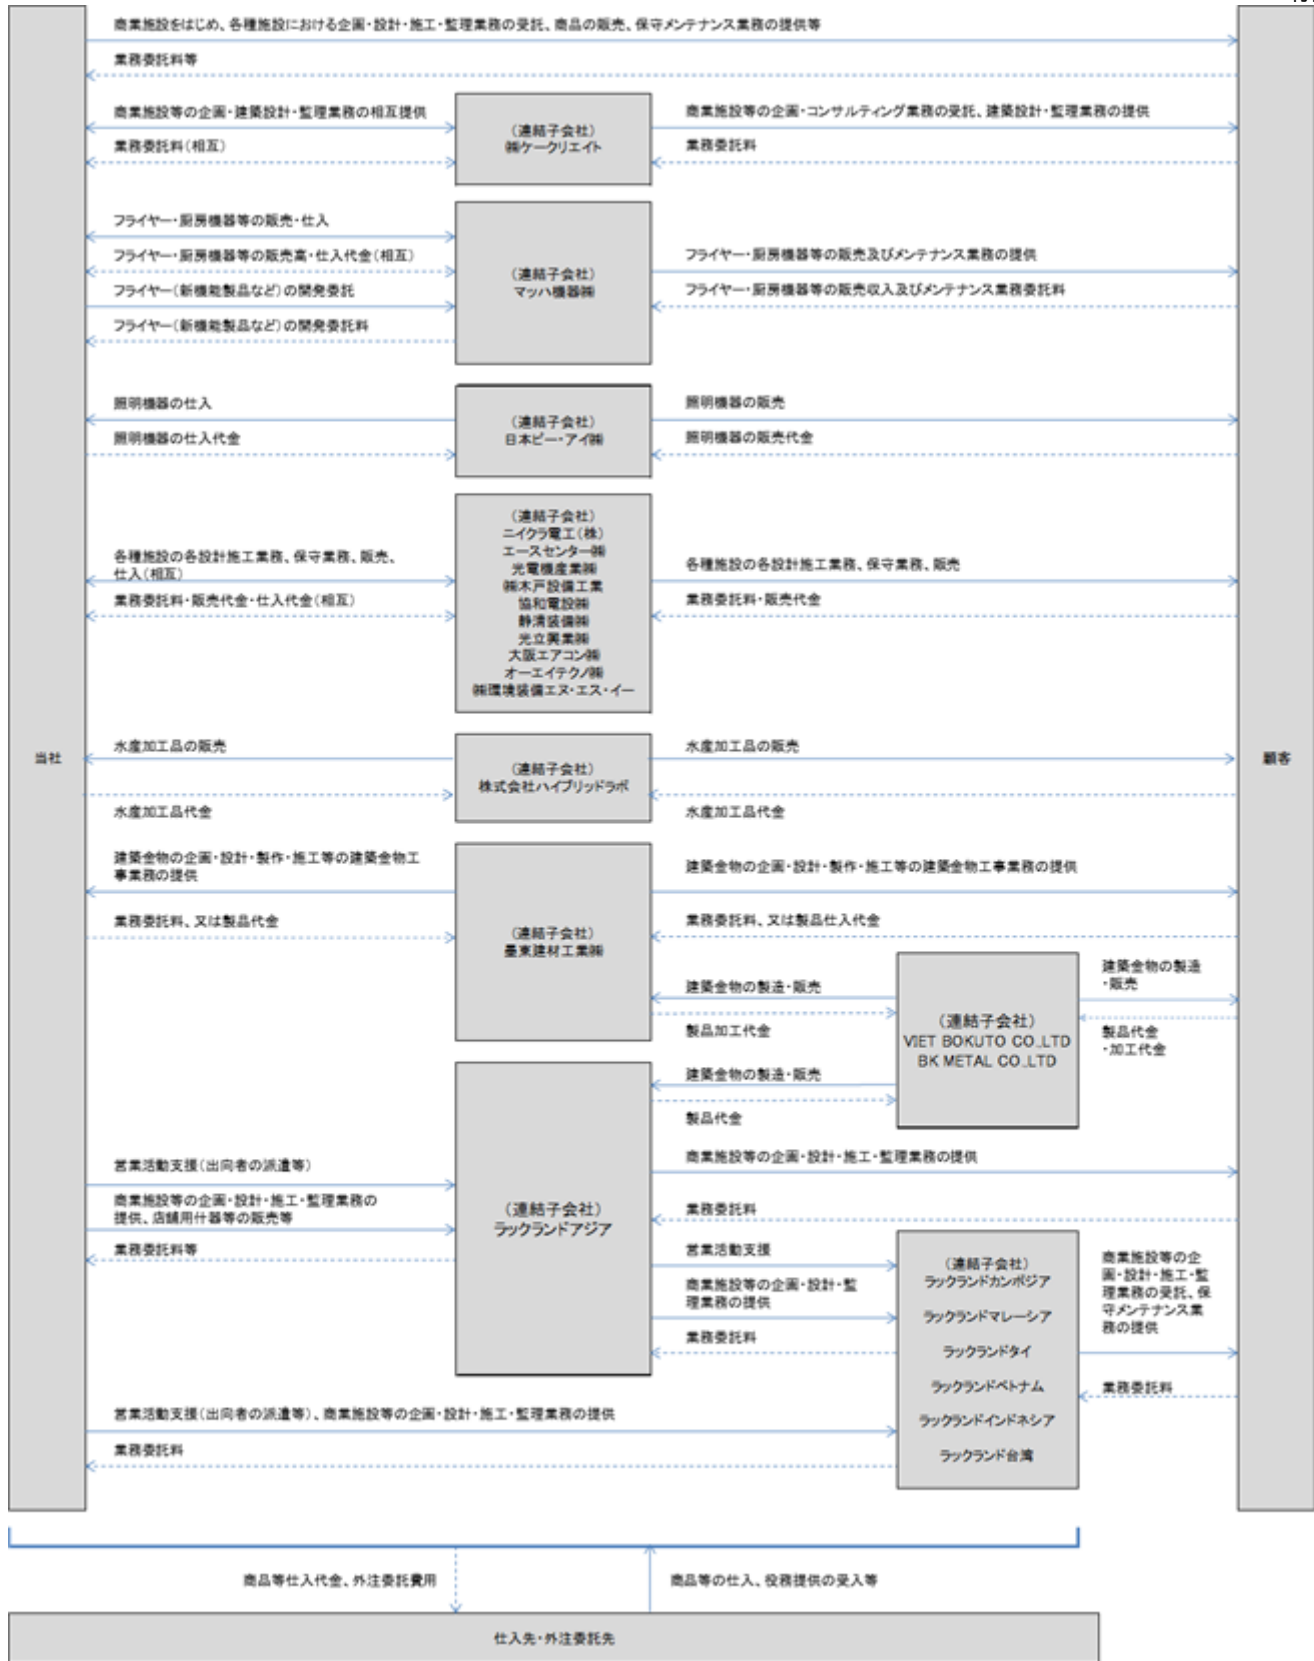 商業施設をはじめ、各種施設における企画・設計・施工・監理業務の受託、商品の販売、保守メンテナンス業務の提供等
業務委託料等
商業施設等の企画・建築設計・監理業務の相互提供
業務委託料(相互)
(連結子会社)
㈱ケークリエイト
商業施設等の企画・コンサルティング業務の受託、建築設計・監理業務の提供
業務委託料
フライヤー・厨房機器等の販売・仕入
フライヤー・厨房機器等の販売高・仕入代金(相互)
フライヤー(新機能製品など)の開発委託
フライヤー(新機能製品など)の開発委託料
(連結子会社)
マッハ機器㈱
フライヤー・厨房機器等の販売及びメンテナンス業務の提供
フライヤー・厨房機器等の販売収入及びメンテナンス業務委託料
照明機器の仕入
照明機器の仕入代金
(連結子会社)
日本ピー・アイ㈱
照明機器の販売
照明機器の販売代金
各種施設の各設計施工業務、保守業務、販売、
仕入(相互)
業務委託料・販売代金・仕入代金(相互)
(連結子会社)
ニイクラ電工(株)
エースセンター㈱
光電機産業㈱
㈱木戸設備工業
協和電設㈱
静清装備㈱
光立興業㈱
大阪エアコン㈱
オーエイテクノ㈱
㈱環境装備エヌ・エス・イー
各種施設の各設計施工業務、保守業務、販売
業務委託料・販売代金
当社
顧客
水産加工品の販売
水産加工品代金
(連結子会社)
株式会社ハイブリッドラボ
水産加工品の販売
水産加工品代金
建築金物の企画・設計・製作・施工等の建築金物工
事業務の提供
業務委託料、又は製品代金
(連結子会社)
墨東建材工業㈱
建築金物の企画・設計・製作・施工等の建築金物工事業務の提供
業務委託料、又は製品仕入代金
建築金物の製造・販売
製品加工代金
建築金物の製造・販売
製品代金
(連結子会社)
VIET BOKUTO CO.,LTD
BK METAL CO.,LTD
建築金物の製造
・販売
製品代金
・加工代金
営業活動支援(出向者の派遣等)
商業施設等の企画・設計・施工・監理業務の
提供、店舗用什器等の販売等
業務委託料等
(連結子会社)
ラックランドアジア
商業施設等の企画・設計・施工・監理業務の提供
業務委託料
営業活動支援
商業施設等の企画・設計・監
理業務の提供
業務委託料
(連結子会社)
ラックランドカンボジア
ラックランドマレーシア
ラックランドタイ
ラックランドベトナム
ラックランドインドネシア
ラックランド台湾
商業施設等の企
画・設計・施工・監
理業務の受託、保
守メンテナンス業
務の提供
業務委託料
営業活動支援(出向者の派遣等)、商業施設等の企画・設計・施工・監理業務の提供
業務委託料
商品等仕入代金、外注委託費用
商品等の仕入、役務提供の受入等
仕入先・外注委託先